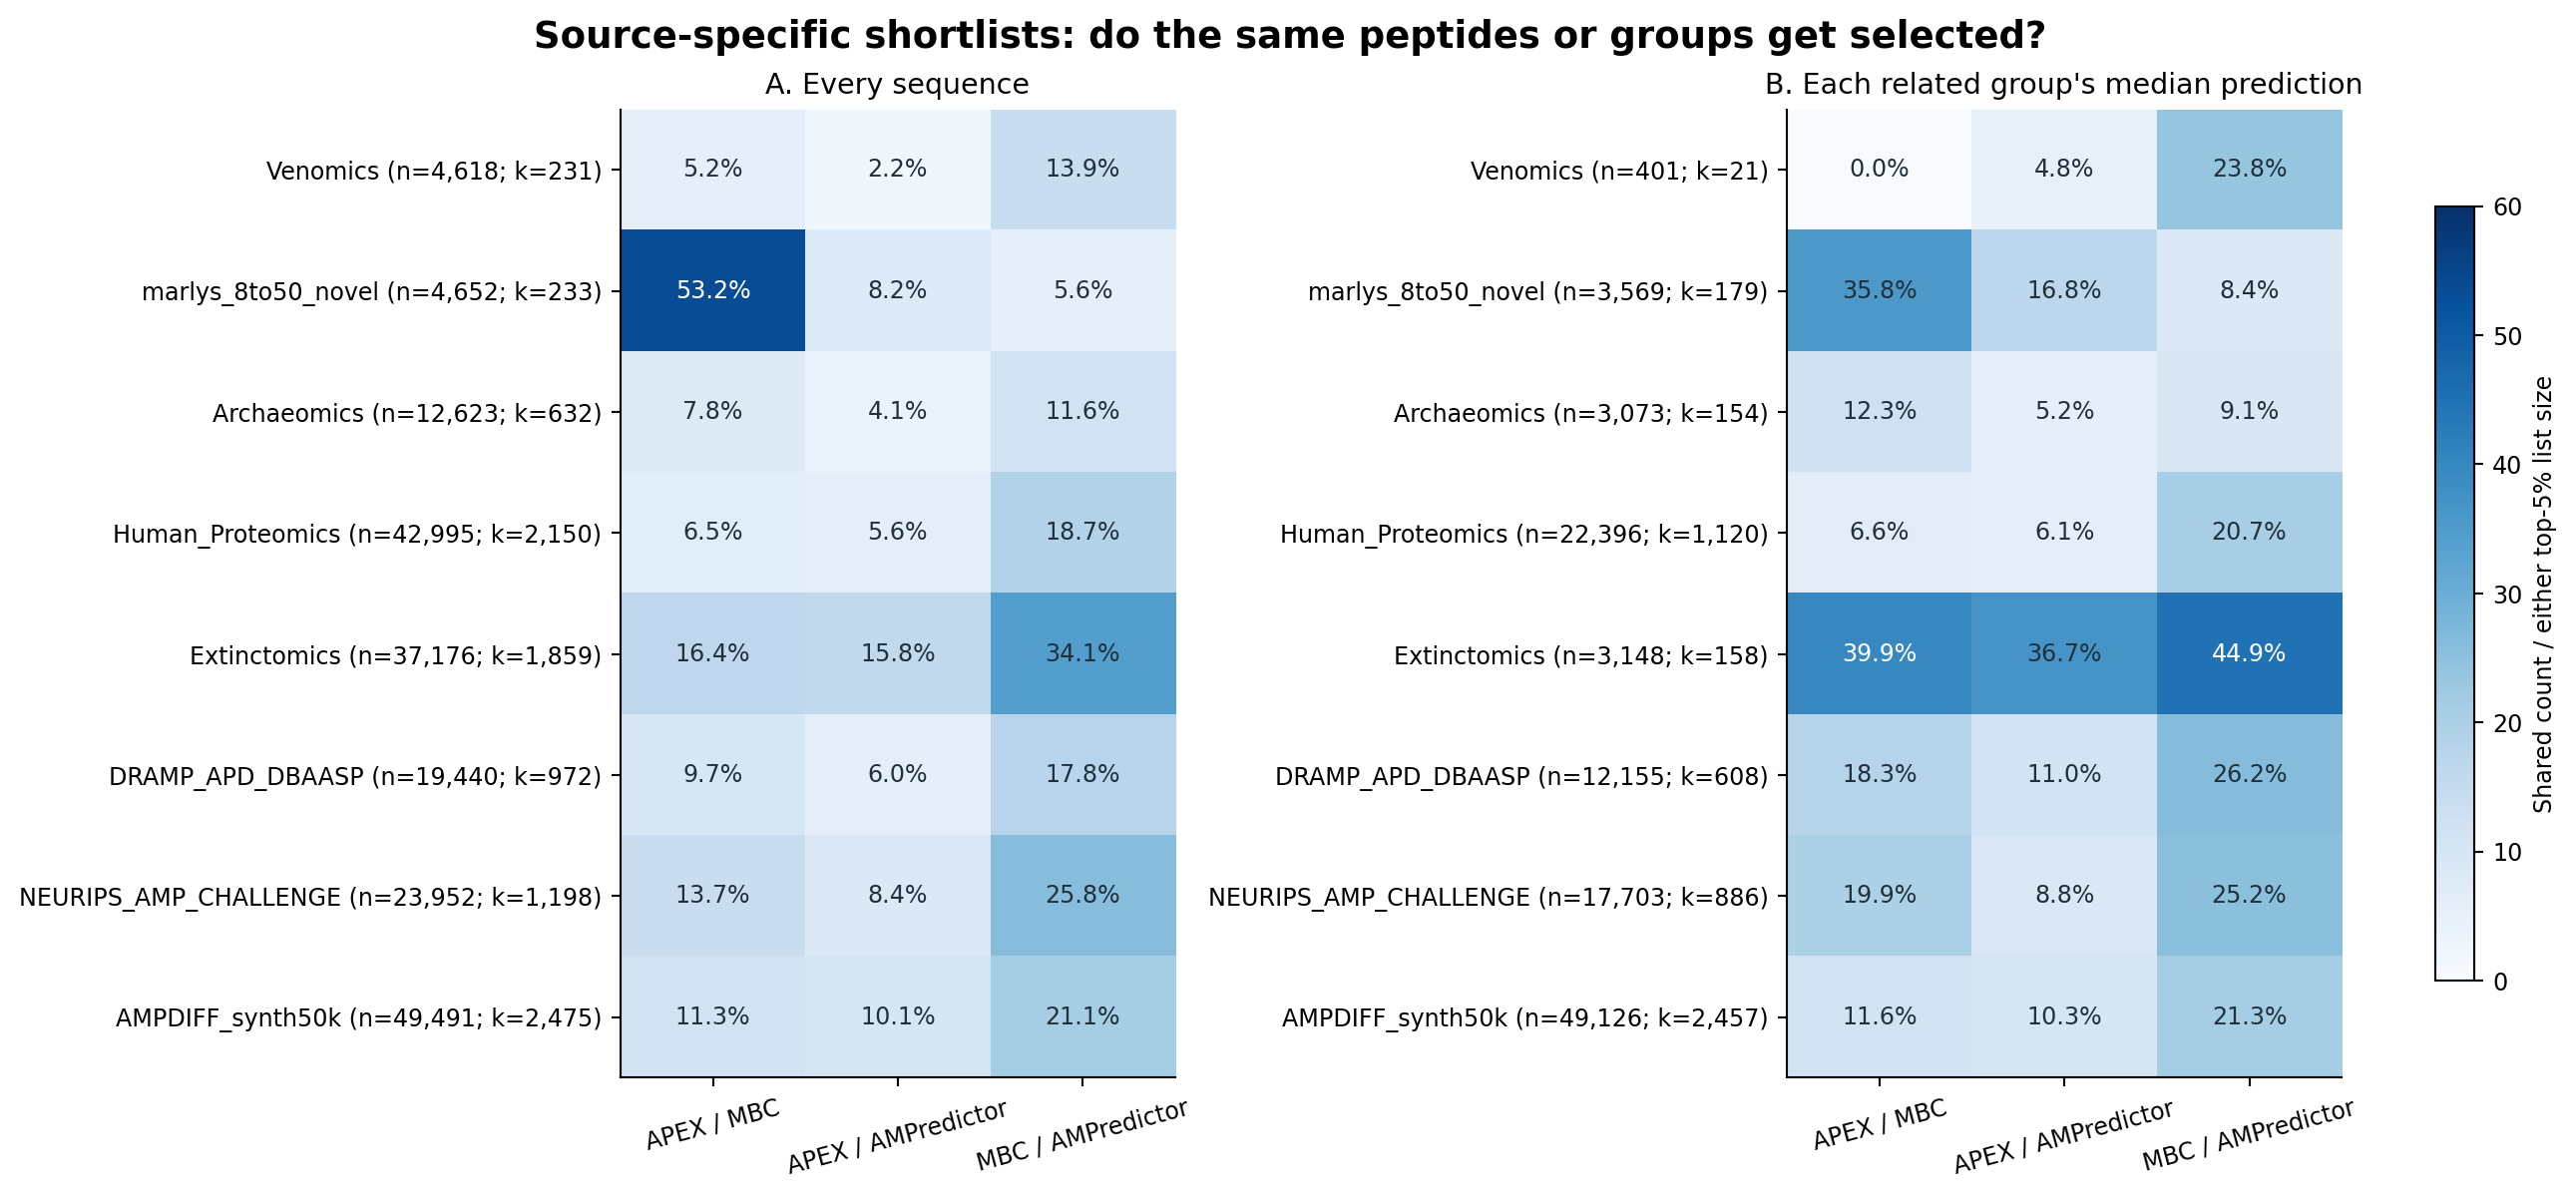 Source-specific shortlists: do the same peptides or groups get selected?
A. Every sequence
Venomics (n=4,618; k=231)
5.2%
2.2%
13.9%
marlys_8to50_novel (n=4,652; k=233)
53.2%
8.2%
5.6%
Archaeomics (n=12,623; k=632)
7.8%
4.1%
11.6%
Human_Proteomics (n=42,995; k=2,150)
6.5%
5.6%
18.7%
Extinctomics (n=37,176; k=1,859)
16.4%
15.8%
34.1%
DRAMP_APD_DBAASP (n=19,440; k=972)
9.7%
6.0%
17.8%
NEURIPS_AMP_CHALLENGE (n=23,952; k=1,198)
13.7%
8.4%
25.8%
AMPDIFF_synth50k (n=49,491; k=2,475)
11.3%
10.1%
21.1%
APEX / MBC
APEX / AMPredictor
MBC / AMPredictor
B. Each related group's median prediction
Venomics (n=401; k=21)
0.0%
4.8%
23.8%
marlys_8to50_novel (n=3,569; k=179)
35.8%
16.8%
8.4%
Archaeomics (n=3,073; k=154)
12.3%
5.2%
9.1%
Human_Proteomics (n=22,396; k=1,120)
6.6%
6.1%
20.7%
Extinctomics (n=3,148; k=158)
39.9%
36.7%
44.9%
DRAMP_APD_DBAASP (n=12,155; k=608)
18.3%
11.0%
26.2%
NEURIPS_AMP_CHALLENGE (n=17,703; k=886)
19.9%
8.8%
25.2%
AMPDIFF_synth50k (n=49,126; k=2,457)
11.6%
10.3%
21.3%
APEX / MBC
APEX / AMPredictor
MBC / AMPredictor
60
50
40
30
20
10
0
Shared count / either top-5% list size